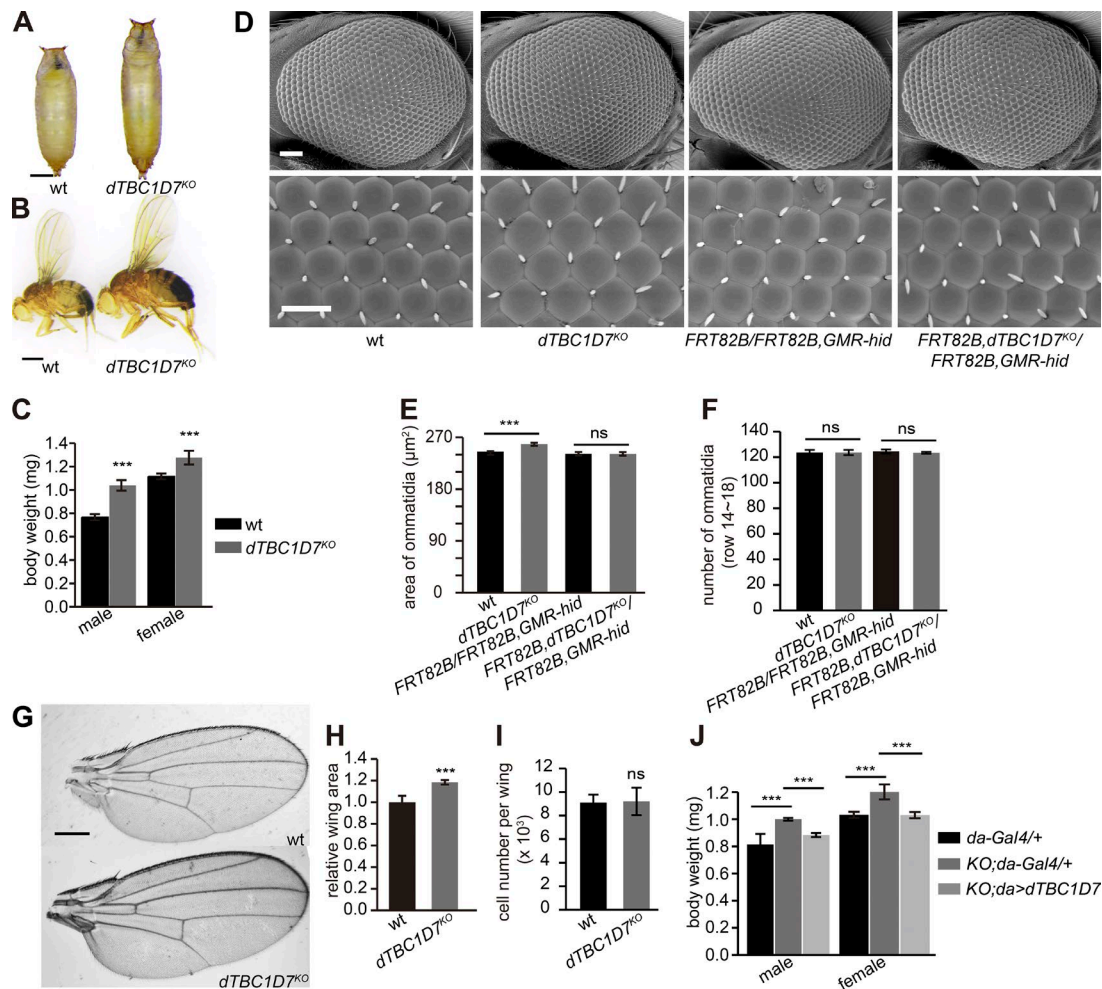 A
wt
dTBC1D7KO
B
wt
dTBC1D7KO
C
body weight (mg)
1.4
1.2
1.0
0.8
0.6
0.4
0.2
0.0
***
***
male
female
wt
dTBC1D7KO
D
wt
dTBC1D7KO
FRT82B/FRT82B,GMR-hid
FRT82B,dTBC1D7KO/
FRT82B,GMR-hid
E
area of ommatidia (µm2)
270
180
90
0
***
ns
wt
dTBC1D7KO
FRT82B/FRT82B,GMR-hid
FRT82B,dTBC1D7KO/
FRT82B,GMR-hid
F
number of ommatidia
(row 14~18)
140
120
100
80
60
40
20
0
ns
ns
wt
dTBC1D7KO
FRT82B/FRT82B,GMR-hid
FRT82B,dTBC1D7KO/
FRT82B,GMR-hid
G
wt
dTBC1D7KO
H
relative wing area
1.4
1.2
1.0
0.8
0.6
0.4
0.2
0.0
***
wt
dTBC1D7KO
I
cell number per wing
(x 103)
12
10
8
6
4
2
0
ns
wt
dTBC1D7KO
J
body weight (mg)
1.2
1.0
0.8
0.6
0.4
0.2
0.0
***
***
***
***
male
female
da-Gal4/+
KO;da-Gal4/+
KO;da>dTBC1D7